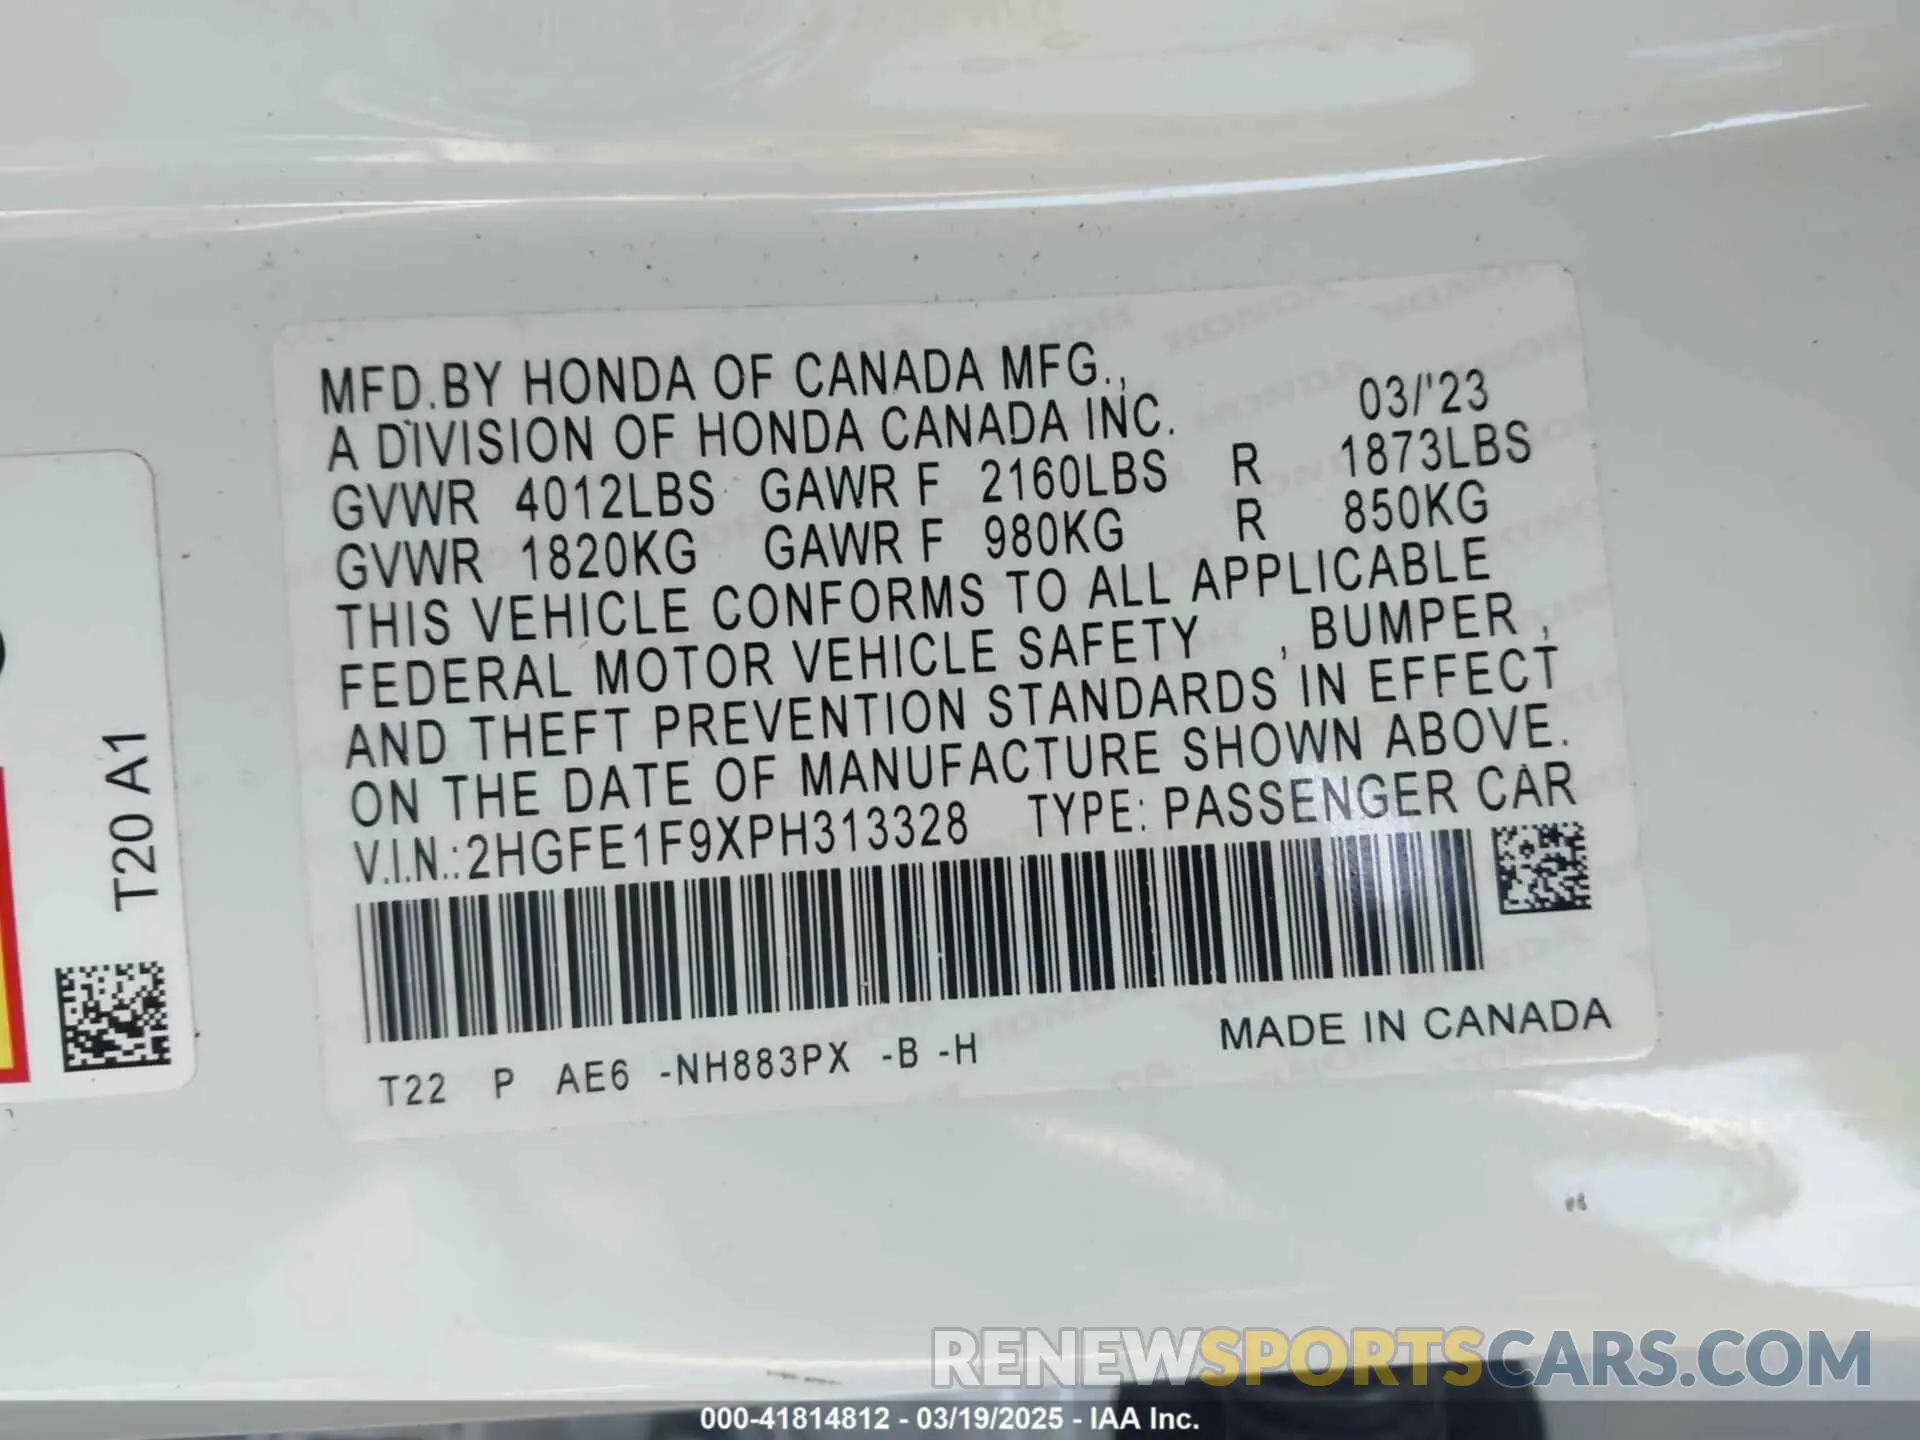 MFD.BY HONDA OF CANADA MFG.,
A DIVISION OF HONDA CANADA INC. 03/'23
GVWR 4012LBS GAWR F 2160LBS R 1873LBS
GVWR 1820KG GAWR F 980KG R 850KG
THIS VEHICLE CONFORMS TO ALL APPLICABLE
FEDERAL MOTOR VEHICLE SAFETY , BUMPER ,
AND THEFT PREVENTION STANDARDS IN EFFECT
ON THE DATE OF MANUFACTURE SHOWN ABOVE.
V.I.N.:2HGFE1F9XPH313328 TYPE: PASSENGER CAR
T22 P AE6 -NH883PX -B -H MADE IN CANADA
T20 A1
RENEWSPORTSCARS.COM
000-41814812 - 03/19/2025 - IAA Inc.